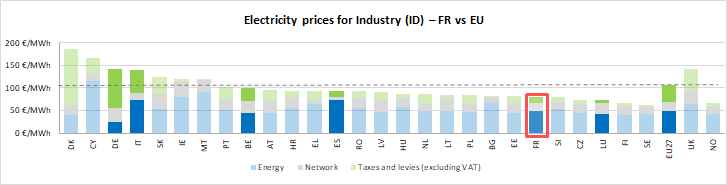 Electricity prices for Industry (ID) – FR vs EU
200 €/MWh
150 €/MWh
100 €/MWh
50 €/MWh
0 €/MWh
DK CY DE IT SK IE MT PT BE AT HR EL ES RO LV HU NL LT PL BG EE FR SI CZ LU FI SE EU27 UK NO
Energy Network Taxes and levies (excluding VAT)